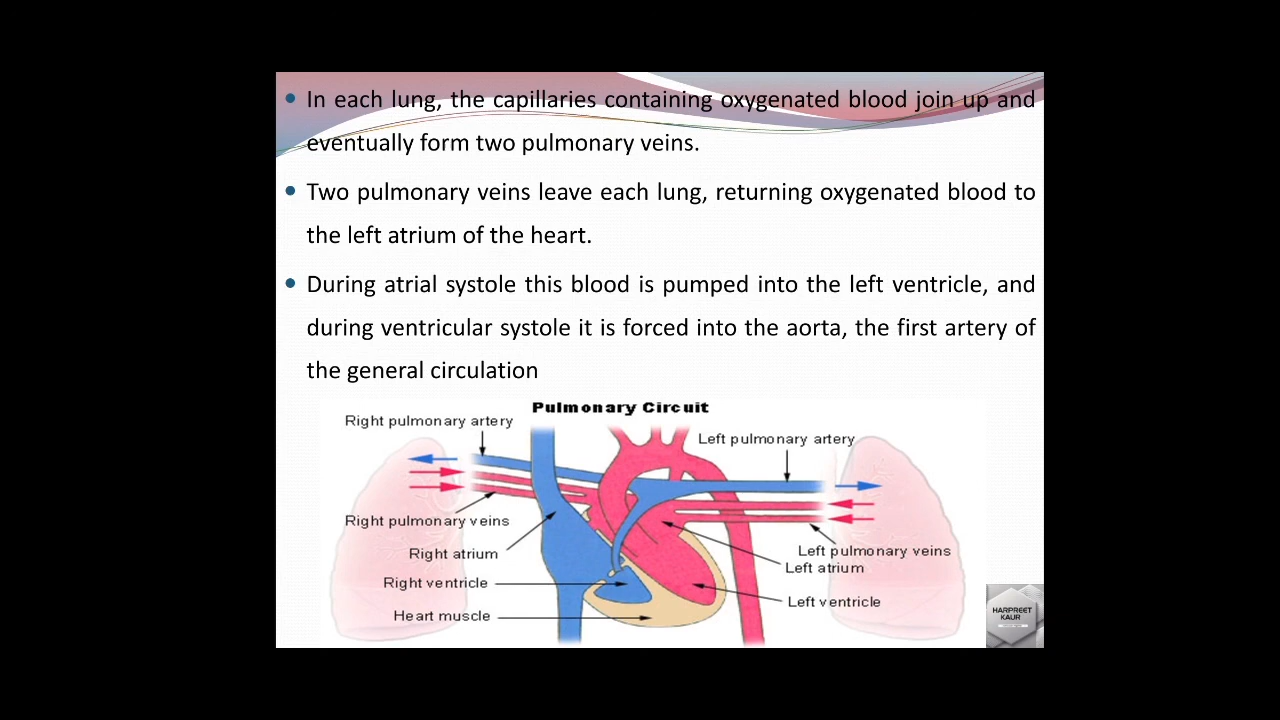 • In each lung, the capillaries containing oxygenated blood join up and
eventually form two pulmonary veins.
• Two pulmonary veins leave each lung, returning oxygenated blood to
the left atrium of the heart.
• During atrial systole this blood is pumped into the left ventricle, and
during ventricular systole it is forced into the aorta, the first artery of
the general circulation
Pulmonary Circuit
Right pulmonary artery
Left pulmonary artery
Right pulmonary veins
Right atrium
Right ventricle
Heart muscle
Left pulmonary veins
Left atrium
Left ventricle
HARPREET
KAUR